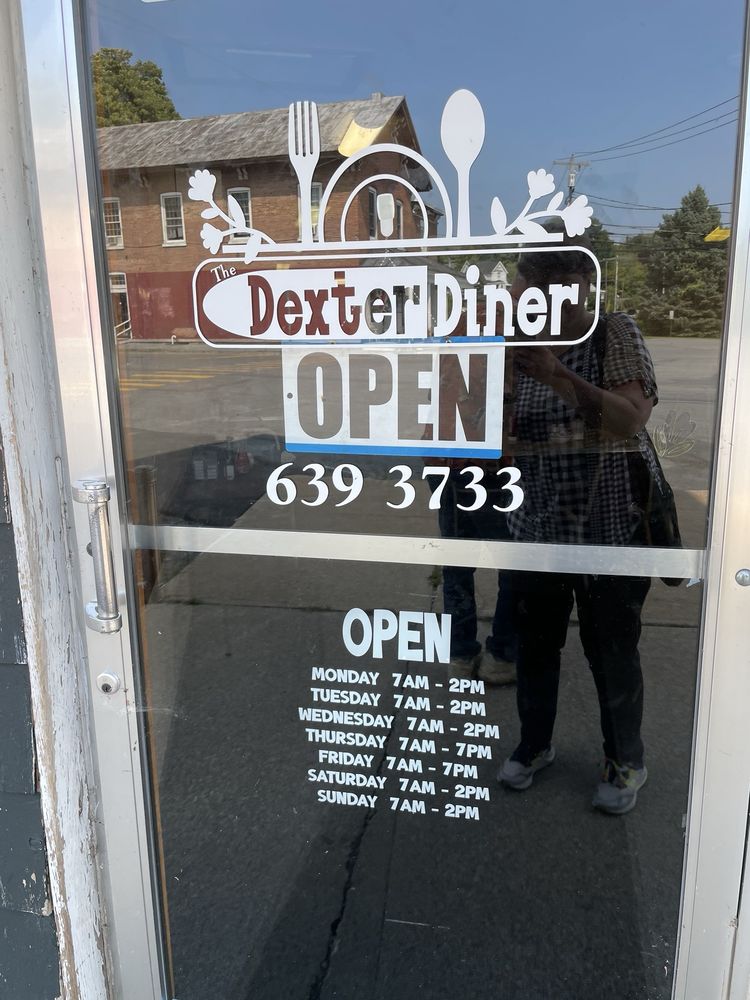 The
Dexter Diner
OPEN
639 3733
OPEN
MONDAY 7AM - 2PM
TUESDAY 7AM - 2PM
WEDNESDAY 7AM - 2PM
THURSDAY 7AM - 7PM
FRIDAY 7AM - 7PM
SATURDAY 7AM - 2PM
SUNDAY 7AM - 2PM